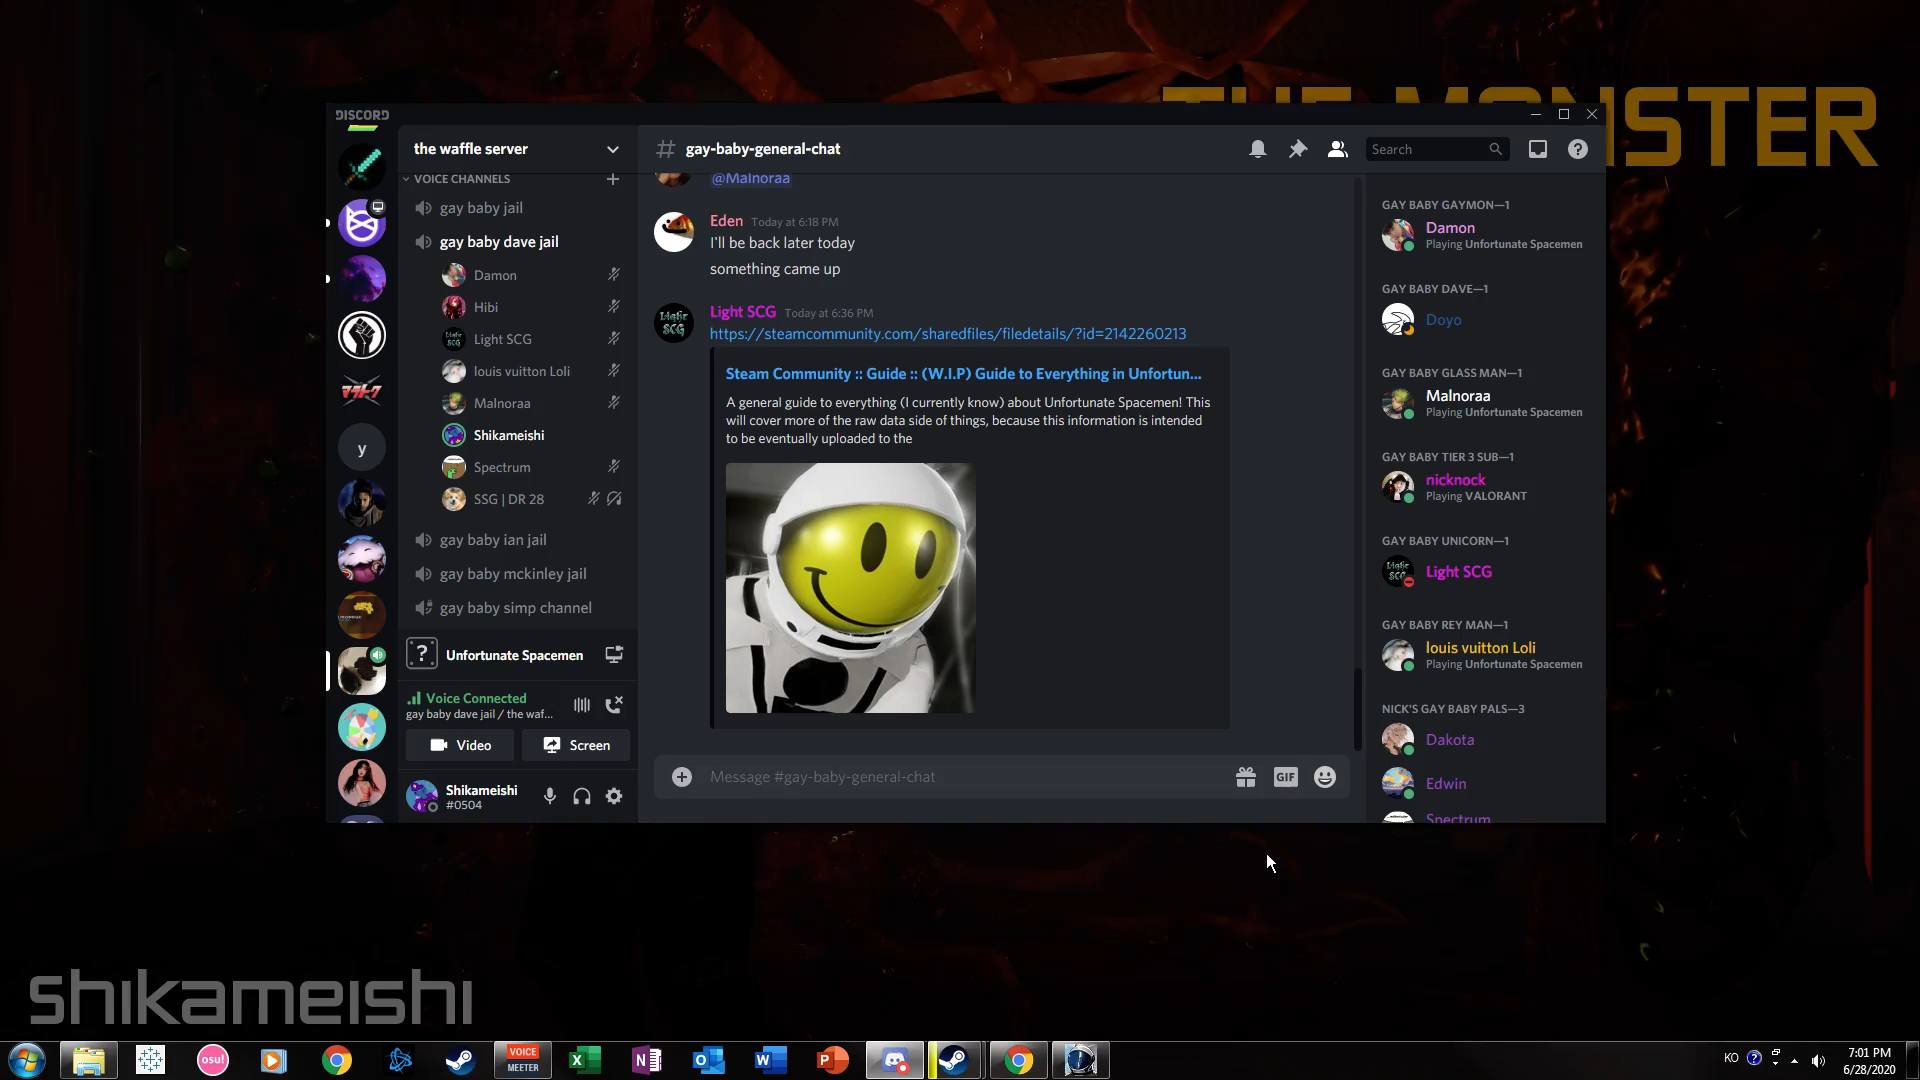 THE MONSTER
DISCORD
the waffle server
VOICE CHANNELS
gay baby jail
gay baby dave jail
Damon
Hibi
Light SCG
louis vuitton Loli
Malnoraa
Shikameishi
Spectrum
SSG | DR 28
gay baby ian jail
gay baby mckinley jail
gay baby simp channel
y
Unfortunate Spacemen
Voice Connected
gay baby dave jail / the waf...
Video
Screen
Shikameishi
#0504
gay-baby-general-chat
Search
@Malnoraa
Eden Today at 6:18 PM
I'll be back later today
something came up
Light SCG Today at 6:36 PM
https://steamcommunity.com/sharedfiles/filedetails/?id=2142260213
Steam Community :: Guide :: (W.I.P) Guide to Everything in Unfortun...
A general guide to everything (I currently know) about Unfortunate Spacemen! This
will cover more of the raw data side of things, because this information is intended
to be eventually uploaded to the
Message #gay-baby-general-chat
GIF
GAY BABY GAYMON—1
Damon
Playing Unfortunate Spacemen
GAY BABY DAVE—1
Doyo
GAY BABY GLASS MAN—1
Malnoraa
Playing Unfortunate Spacemen
GAY BABY TIER 3 SUB—1
nicknock
Playing VALORANT
GAY BABY UNICORN—1
Light SCG
GAY BABY REY MAN—1
louis vuitton Loli
Playing Unfortunate Spacemen
NICK'S GAY BABY PALS—3
Dakota
Edwin
Spectrum
shikameishi
osu!
VOICE
MEETER
KO
7:01 PM
6/28/2020